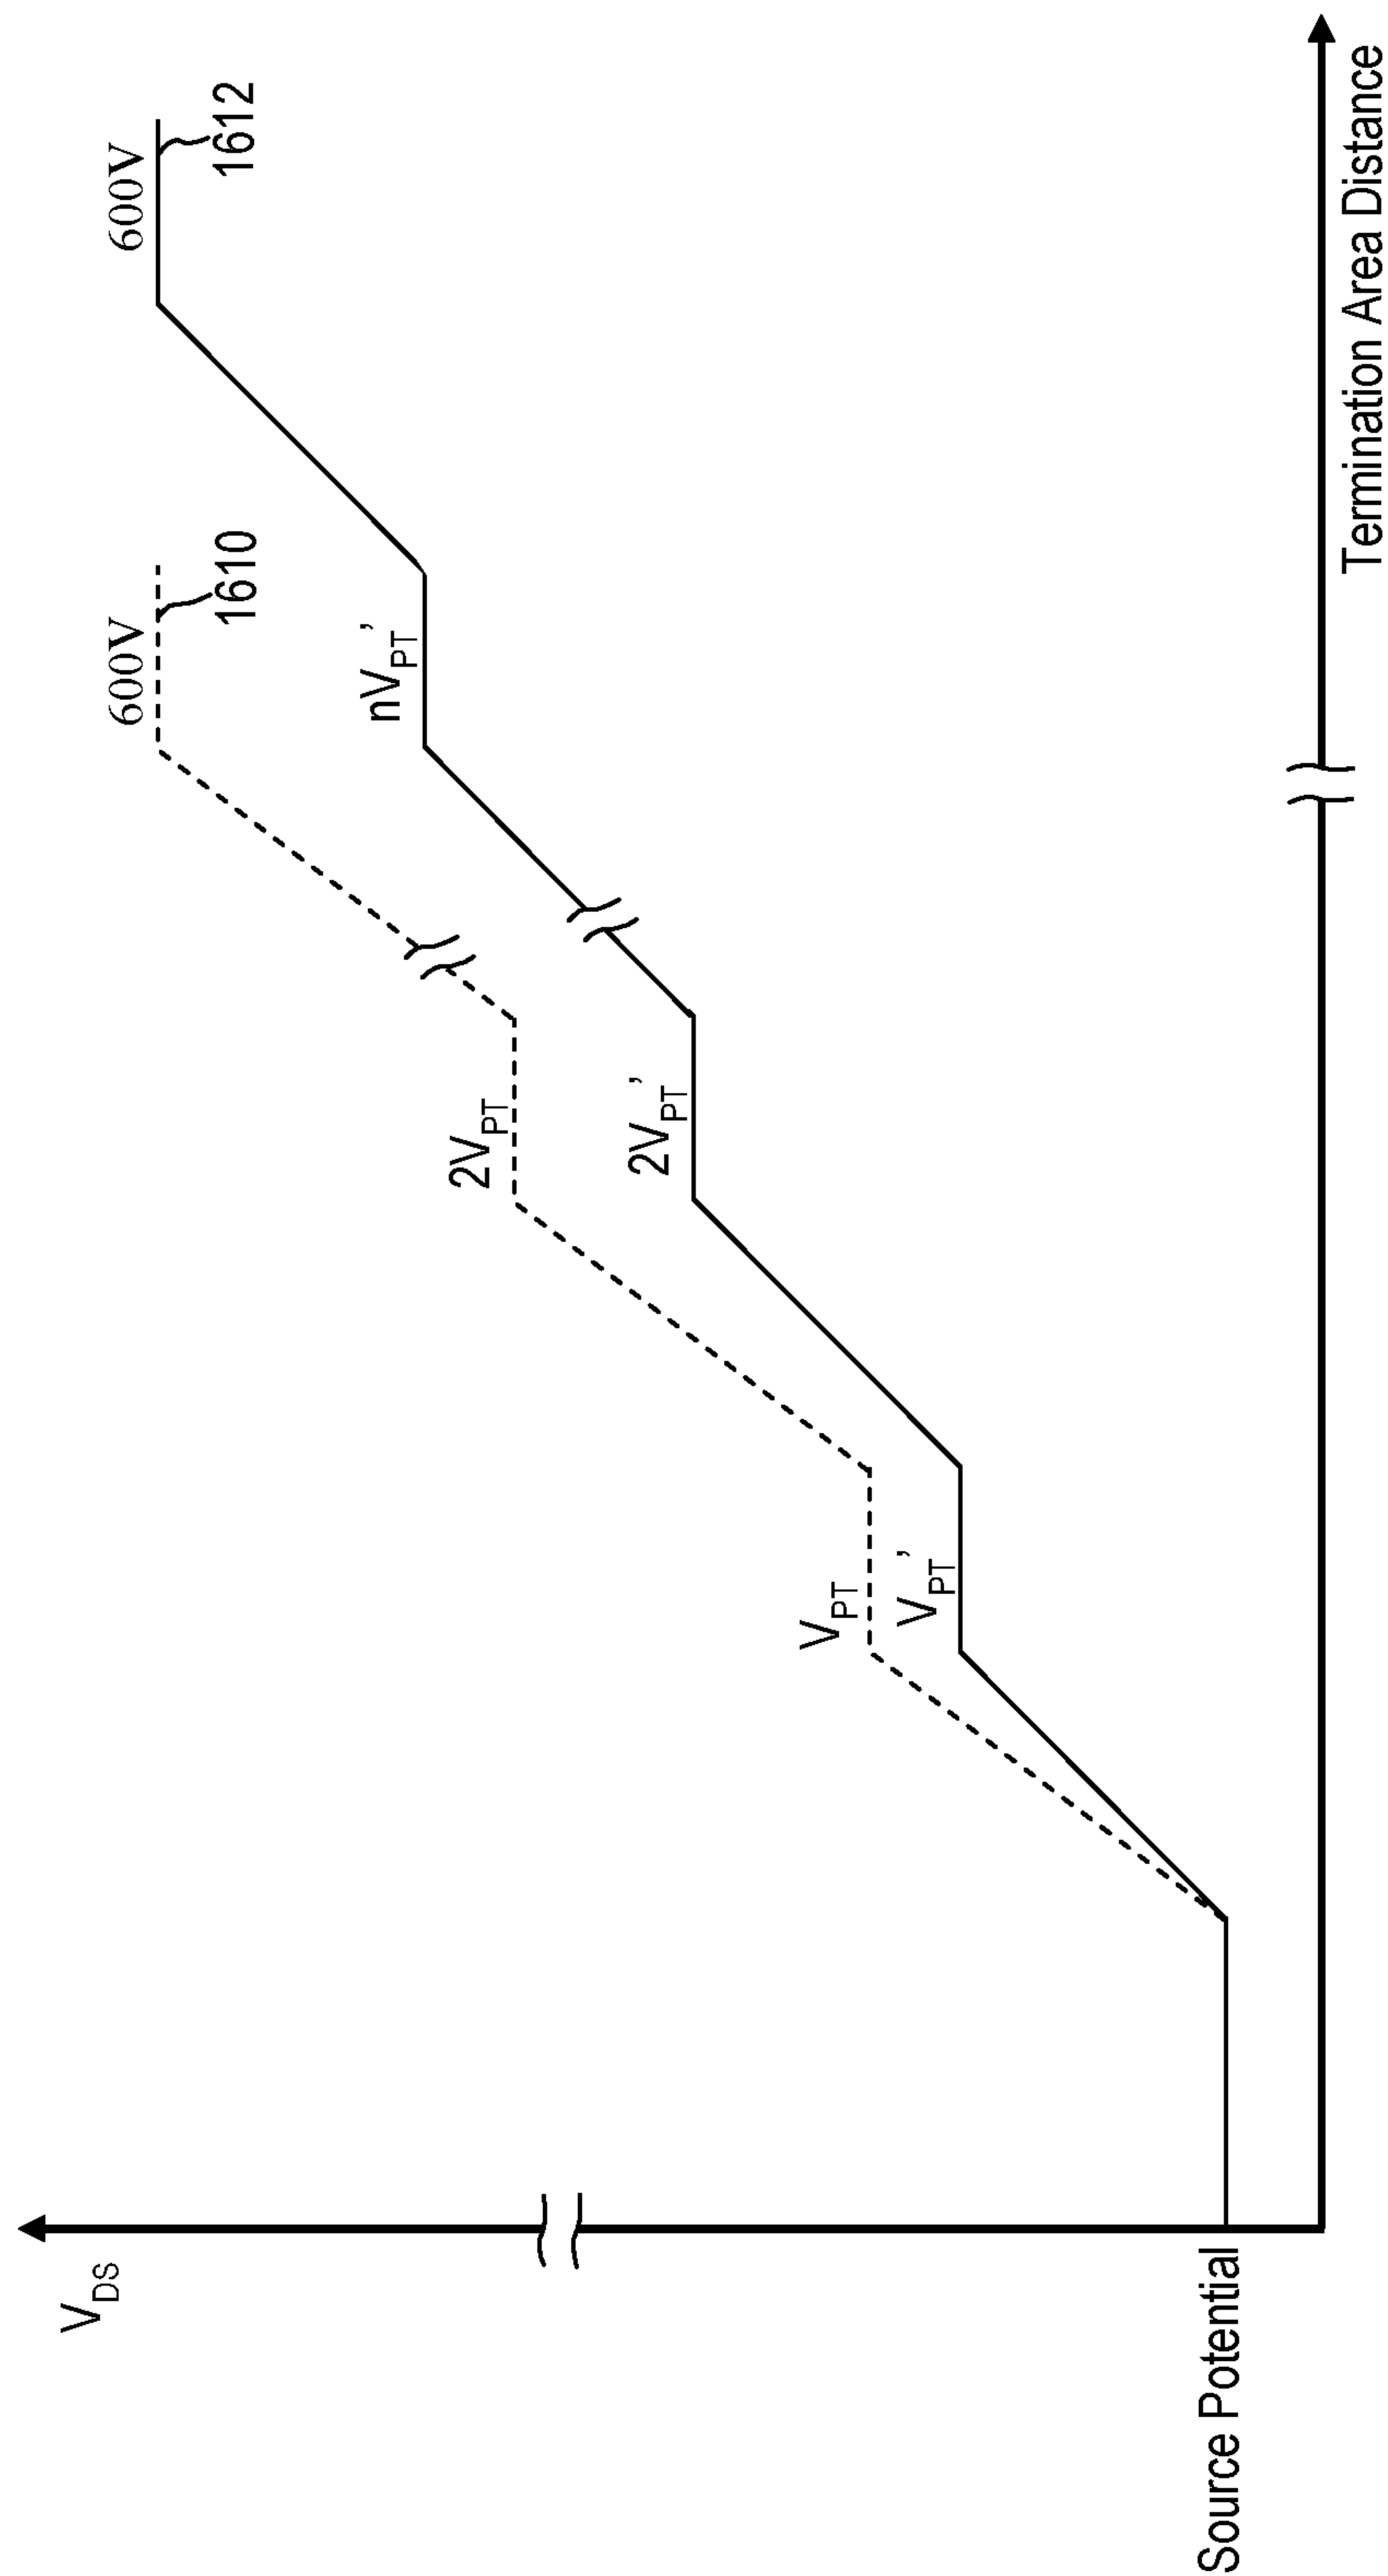 V_DS
600V
1610
600V
1612
nV_PT'
2V_PT
2V_PT'
V_PT
V_PT'
Source Potential
Termination Area Distance